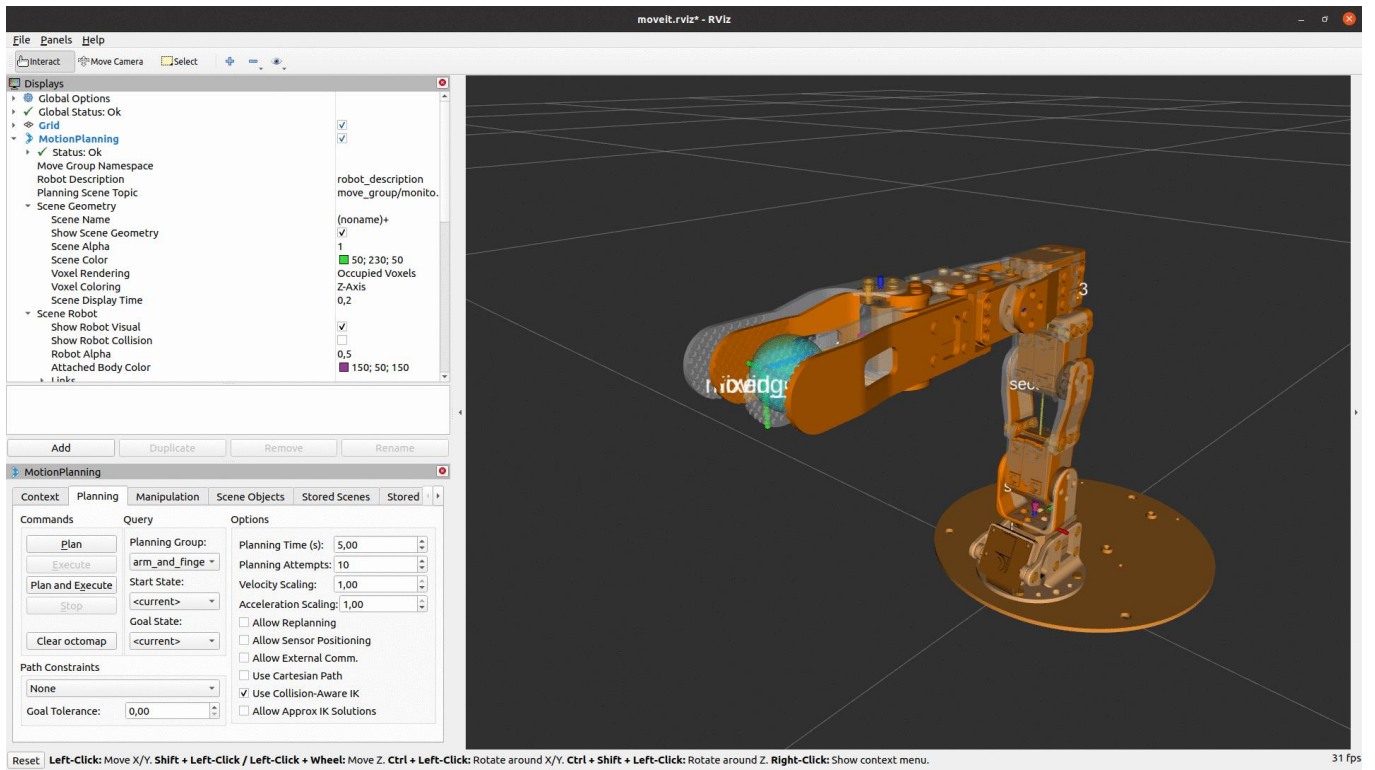 moveit.rviz* - RViz
File Panels Help
Interact Move Camera Select
Displays
Global Options
Global Status: Ok
Grid
MotionPlanning
Status: Ok
Move Group Namespace
Robot Description robot_description
Planning Scene Topic move_group/monito.
Scene Geometry
Scene Name (noname)+
Show Scene Geometry
Scene Alpha 1
Scene Color 50; 230; 50
Voxel Rendering Occupied Voxels
Voxel Coloring Z-Axis
Scene Display Time 0,2
Scene Robot
Show Robot Visual
Show Robot Collision
Robot Alpha 0,5
Attached Body Color 150; 50; 150
Links
Add Duplicate Remove Rename
MotionPlanning
Context Planning Manipulation Scene Objects Stored Scenes Stored
Commands Query Options
Plan Planning Group: Planning Time (s): 5,00
Execute arm_and_finge Planning Attempts: 10
Plan and Execute Start State: Velocity Scaling: 1,00
Stop <current> Acceleration Scaling: 1,00
Goal State: Allow Replanning
Clear octomap <current> Allow Sensor Positioning
Allow External Comm.
Path Constraints Use Cartesian Path
None Use Collision-Aware IK
Goal Tolerance: 0,00 Allow Approx IK Solutions
3
Reset Left-Click: Move X/Y. Shift + Left-Click / Left-Click + Wheel: Move Z. Ctrl + Left-Click: Rotate around X/Y. Ctrl + Shift + Left-Click: Rotate around Z. Right-Click: Show context menu. 31 fps